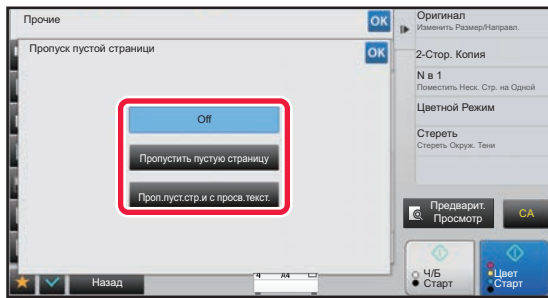 Прочие
OK
Пропуск пустой страницы
OK
Off
Пропустить пустую страницу
Проп.пуст.стр.и с просв.текст.
Назад
4 A4
Оригинал
Изменить Размер/Направл.
2-Стор. Копия
N в 1
Поместить Неск. Стр. на Одной
Цветной Режим
Стереть
Стереть Окруж. Тени
Предварит.
Просмотр
CA
Ч/Б
Старт
Цвет
Старт